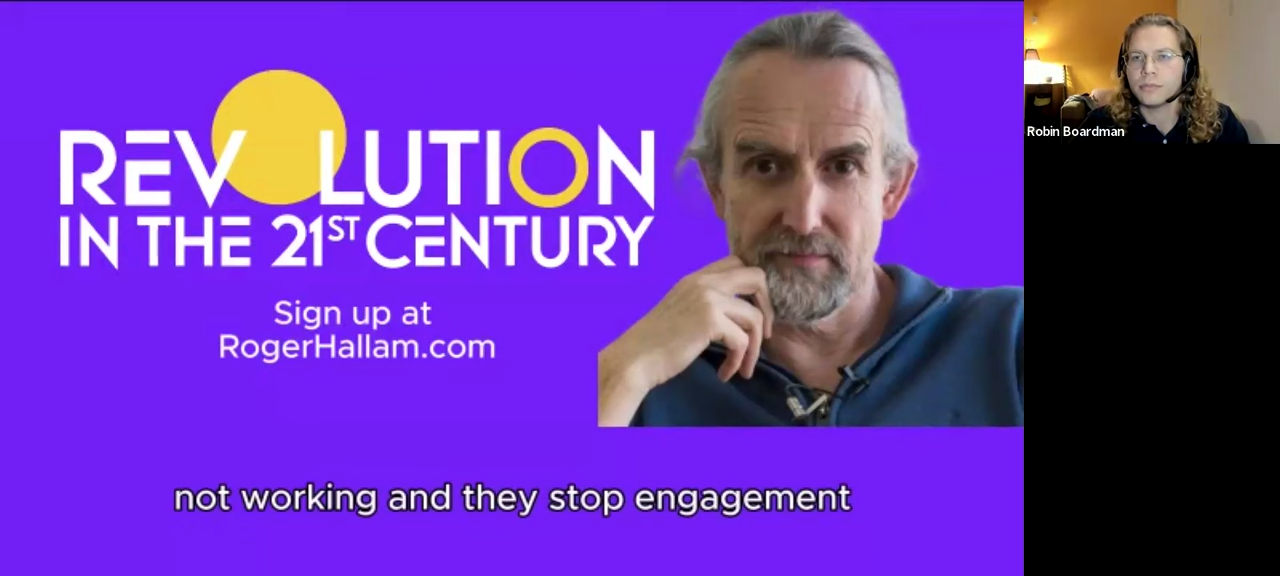 REVOLUTION
IN THE 21ST CENTURY
Sign up at
RogerHallam.com
not working and they stop engagement
Robin Boardman